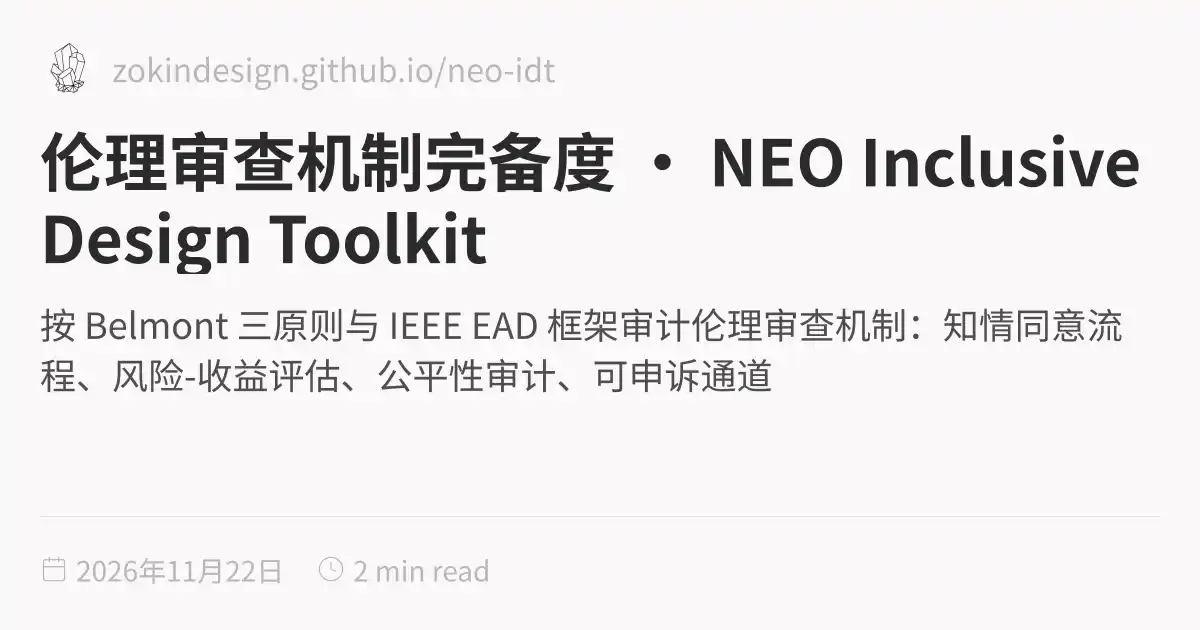 zokindesign.github.io/neo-idt
伦理审查机制完备度 · NEO Inclusive
Design Toolkit
按 Belmont 三原则与 IEEE EAD 框架审计伦理审查机制：知情同意流
程、风险-收益评估、公平性审计、可申诉通道
2026年11月22日 2 min read